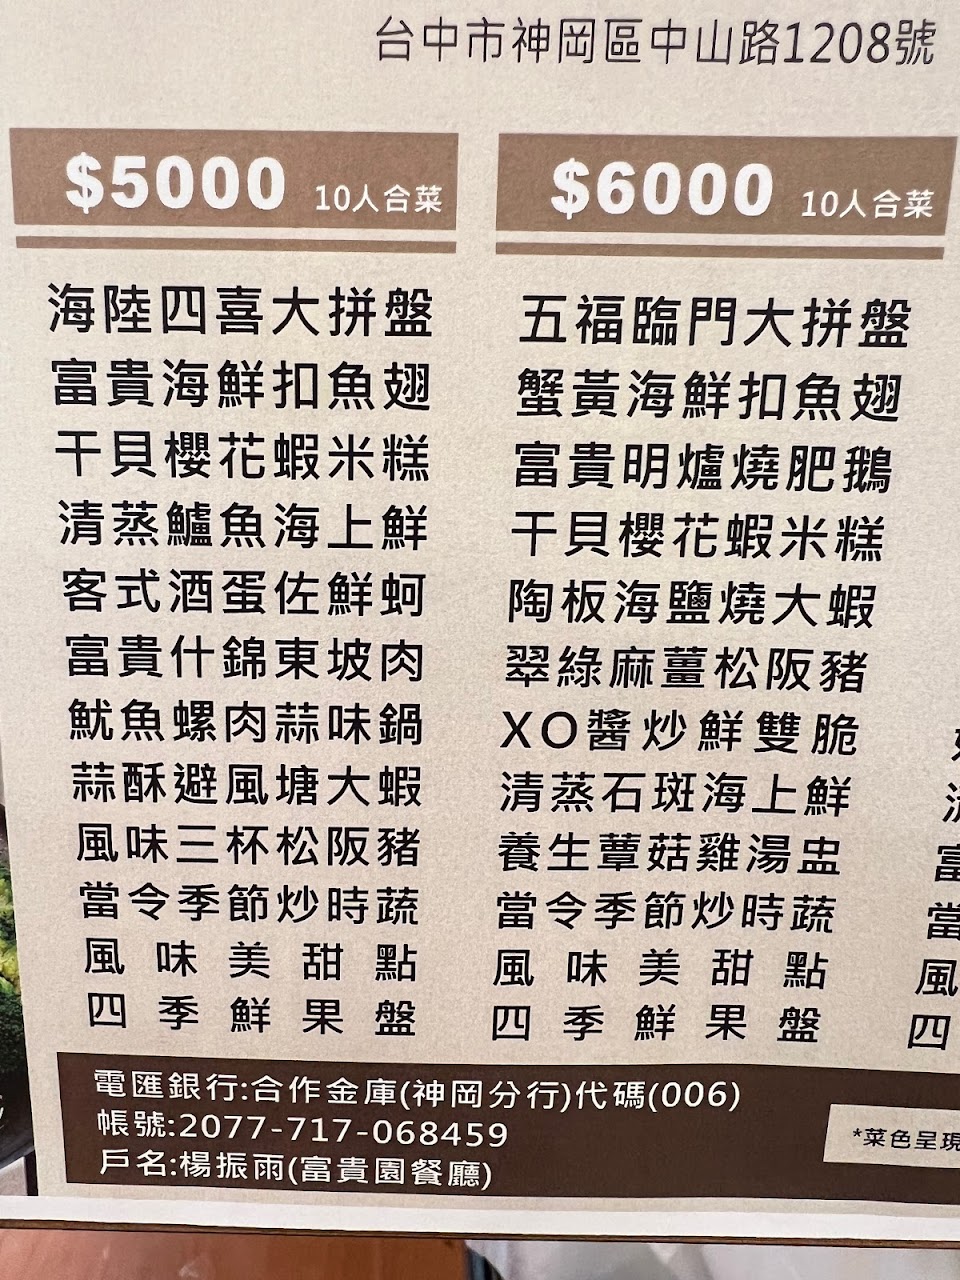 台中市神岡區中山路1208號
$5000 10人合菜
海陸四喜大拼盤
富貴海鮮扣魚翅
干貝櫻花蝦米糕
清蒸鱸魚海上鮮
客式酒蛋佐鮮蚵
富貴什錦東坡肉
魷魚螺肉蒜味鍋
蒜酥避風塘大蝦
風味三杯松阪豬
當令季節炒時蔬
風味美甜點
四季鮮果盤
$6000 10人合菜
五福臨門大拼盤
蟹黃海鮮扣魚翅
富貴明爐燒肥鵝
干貝櫻花蝦米糕
陶板海鹽燒大蝦
翠綠麻薑松阪豬
XO醬炒鮮雙脆
清蒸石斑海上鮮
養生蕈菇雞湯盅
當令季節炒時蔬
風味美甜點
四季鮮果盤
富
當
風
四
電匯銀行:合作金庫(神岡分行)代碼(006)
帳號:2077-717-068459
戶名:楊振雨(富貴園餐廳)
*菜色呈現